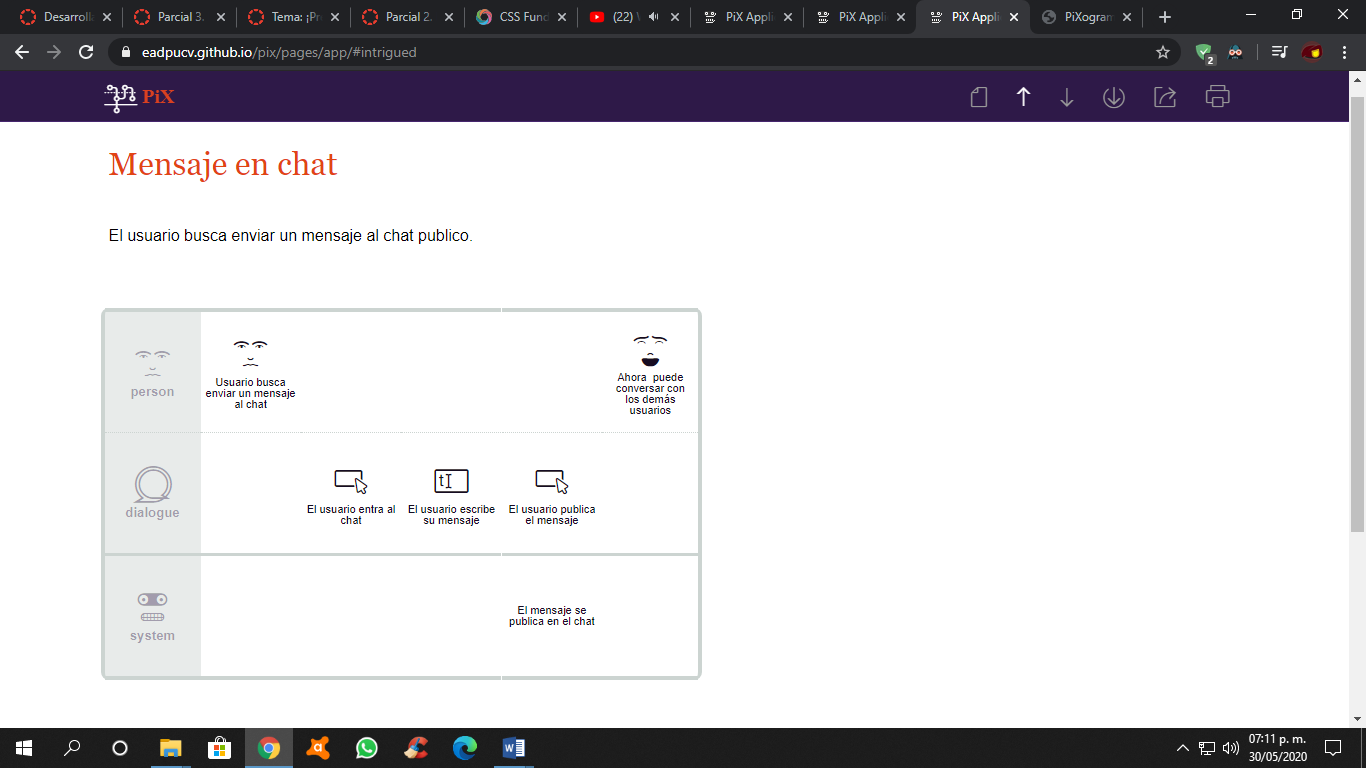 Desarroll
Parcial 3.
Tema: ¡Pr
Parcial 2.
CSS Fund
(22) \
PiX Appli
PiX Appli
PiX Appli
PiXogram
eadpucv.github.io/pix/pages/app/#intrigued
2
PiX
Mensaje en chat
El usuario busca enviar un mensaje al chat publico.
person
Usuario busca
enviar un mensaje
al chat
Ahora puede
conversar con
los demás
usuarios
dialogue
t
El usuario entra al
chat
El usuario escribe
su mensaje
El usuario publica
el mensaje
system
El mensaje se
publica en el chat
07:11 p. m.
30/05/2020